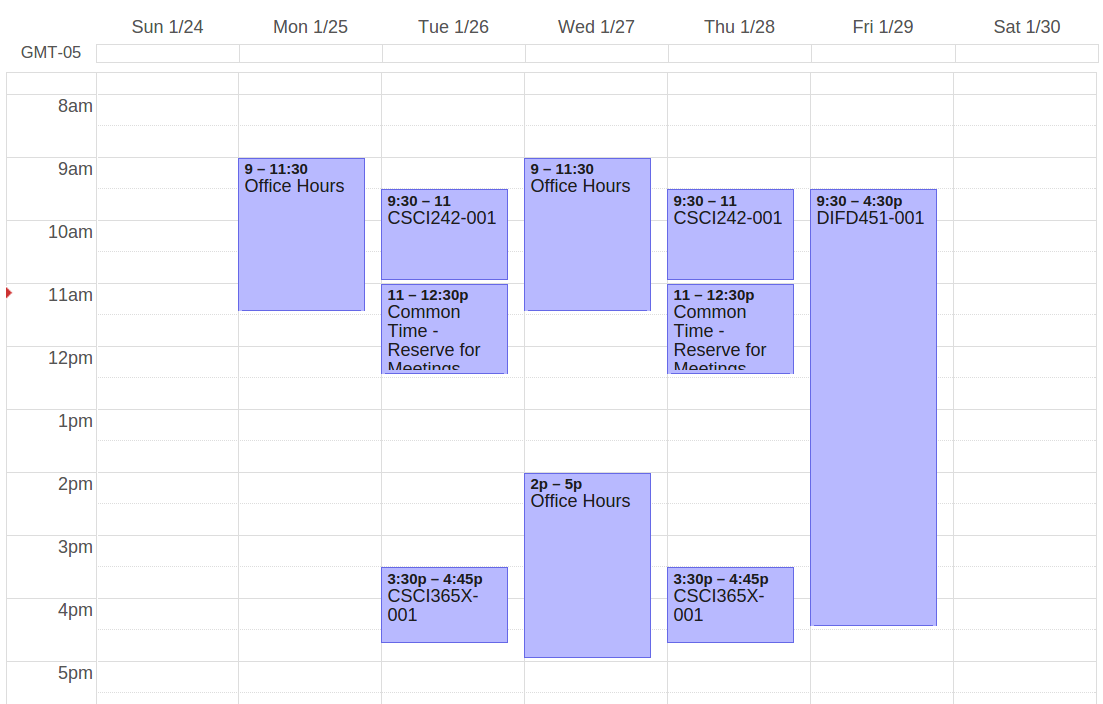 Sun 1/24
Mon 1/25
Tue 1/26
Wed 1/27
Thu 1/28
Fri 1/29
Sat 1/30
GMT-05
8am
9am
10am
11am
12pm
1pm
2pm
3pm
4pm
5pm
9 – 11:30
Office Hours
9:30 – 11
CSCI242-001
11 – 12:30p
Common
Time -
Reserve for
Meetings
3:30p – 4:45p
CSCI365X-
001
9 – 11:30
Office Hours
2p – 5p
Office Hours
9:30 – 11
CSCI242-001
11 – 12:30p
Common
Time -
Reserve for
Meetings
3:30p – 4:45p
CSCI365X-
001
9:30 – 4:30p
DIFD451-001